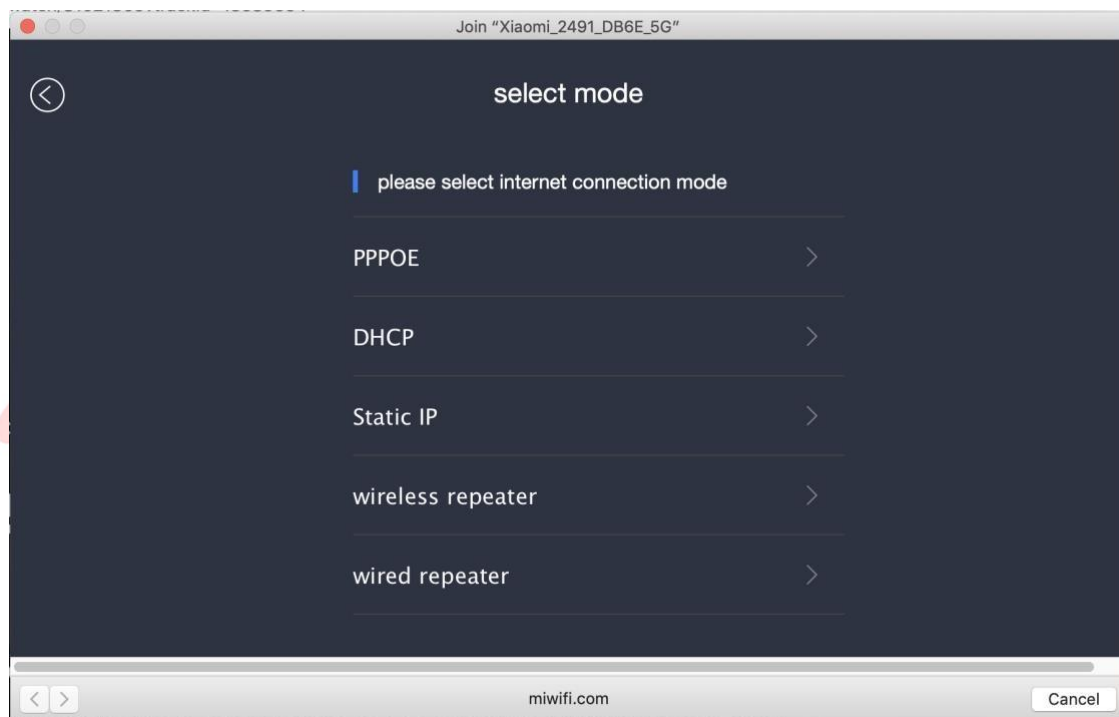 Join “Xiaomi_2491_DB6E_5G”
select mode
please select internet connection mode
PPPOE
DHCP
Static IP
wireless repeater
wired repeater
miwifi.com
Cancel